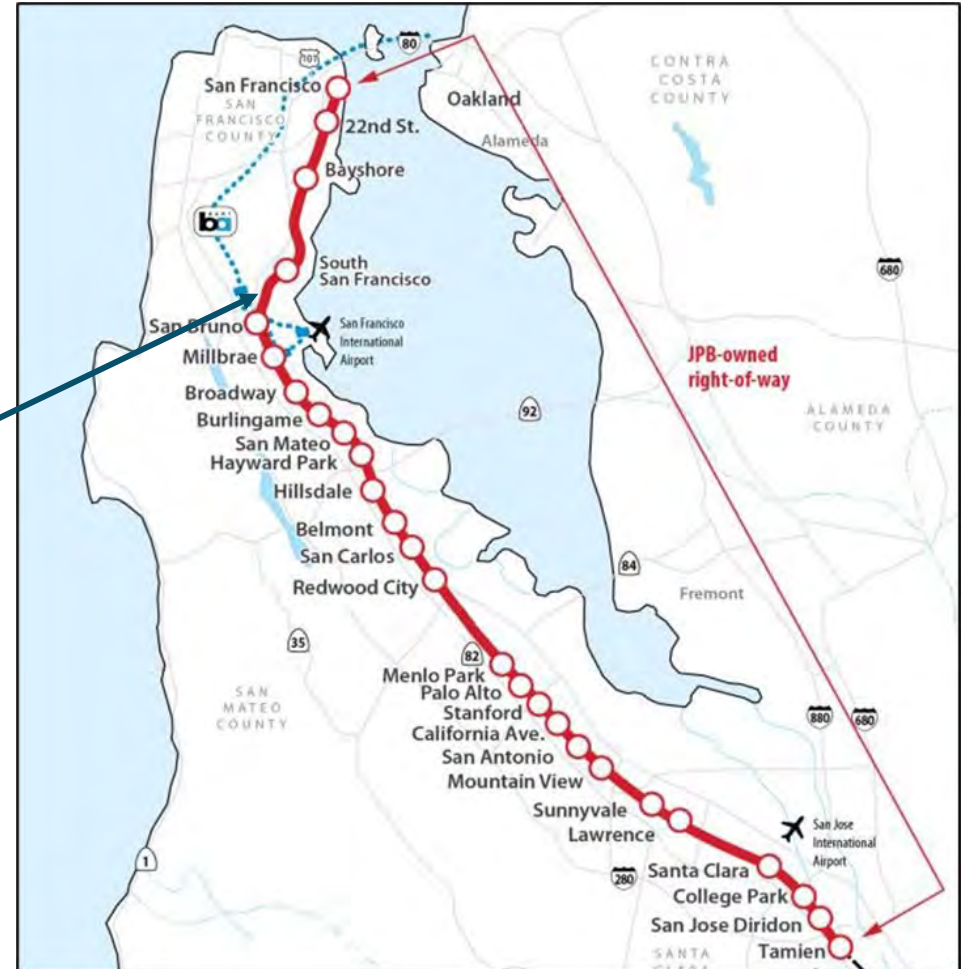 80
101
San Francisco
SAN
FRANCISCO
COUNTY
CONTRA
COSTA
COUNTY
Oakland
Alameda
22nd St.
Bayshore
ba
South
San Francisco
680
San Bruno
San Francisco
International
Airport
Millbrae
JPB-owned
right-of-way
Broadway
92
ALAMEDA
COUNTY
Burlingame
San Mateo
Hayward Park
Hillsdale
Belmont
San Carlos
84
Redwood City
Fremont
35
82
Menlo Park
Palo Alto
SAN
MATEO
COUNTY
Stanford
California Ave.
880
680
San Antonio
Mountain View
Sunnyvale
Lawrence
San Jose
International
Airport
1
280
Santa Clara
College Park
San Jose Diridon
Tamien
SANTA